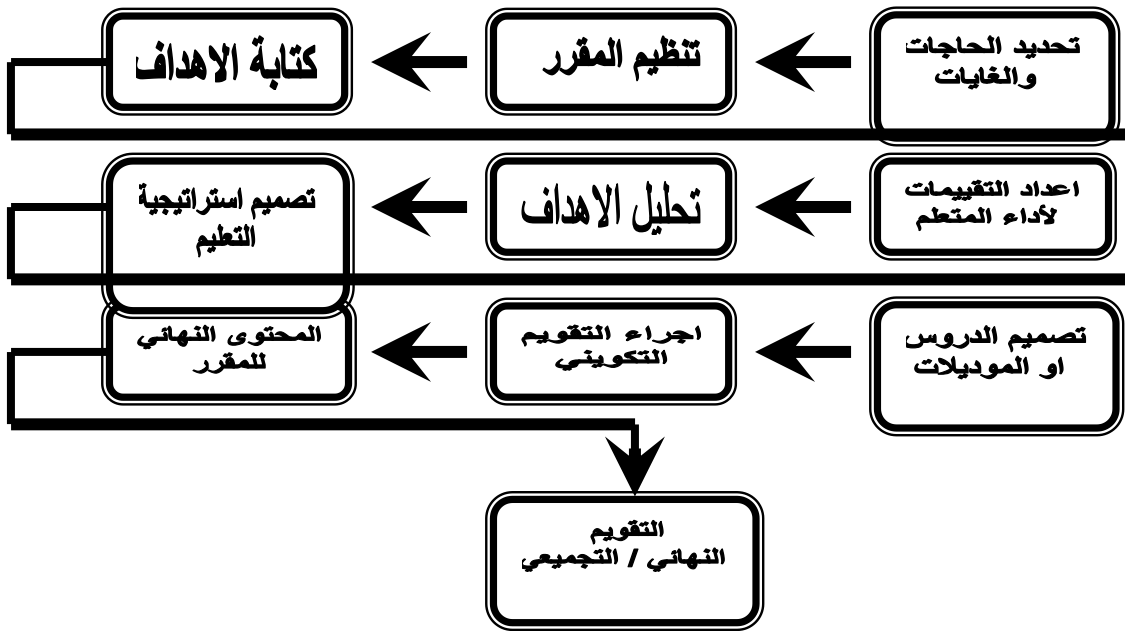 تحديد الحاجات
والغايات
تنظيم المقرر
كتابة الاهداف
اعداد التقييمات
لأداء المتعلم
تحليل الاهداف
تصميم استراتيجية
التعليم
تصميم الدروس
او الموديلات
اجراء التقويم
التكويني
المحتوى النهائي
للمقرر
التقويم
النهائي / التجميعي